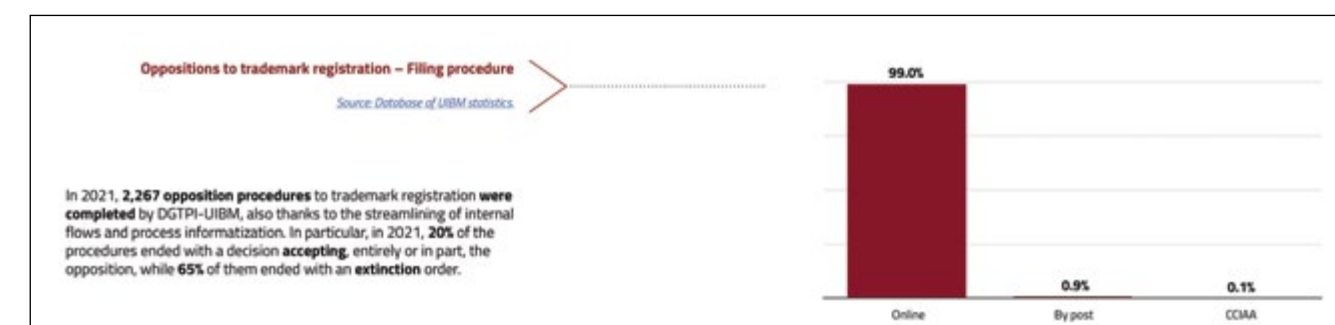 Oppositions to trademark registration – Filing procedure
Source: Database of UIBM statistics.
In 2021, 2,267 opposition procedures to trademark registration were
completed by DGTPI-UIBM, also thanks to the streamlining of internal
flows and process informatization. In particular, in 2021, 20% of the
procedures ended with a decision accepting, entirely or in part, the
opposition, while 65% of them ended with an extinction order.
99.0%
0.9%
0.1%
Online
By post
CCIAA